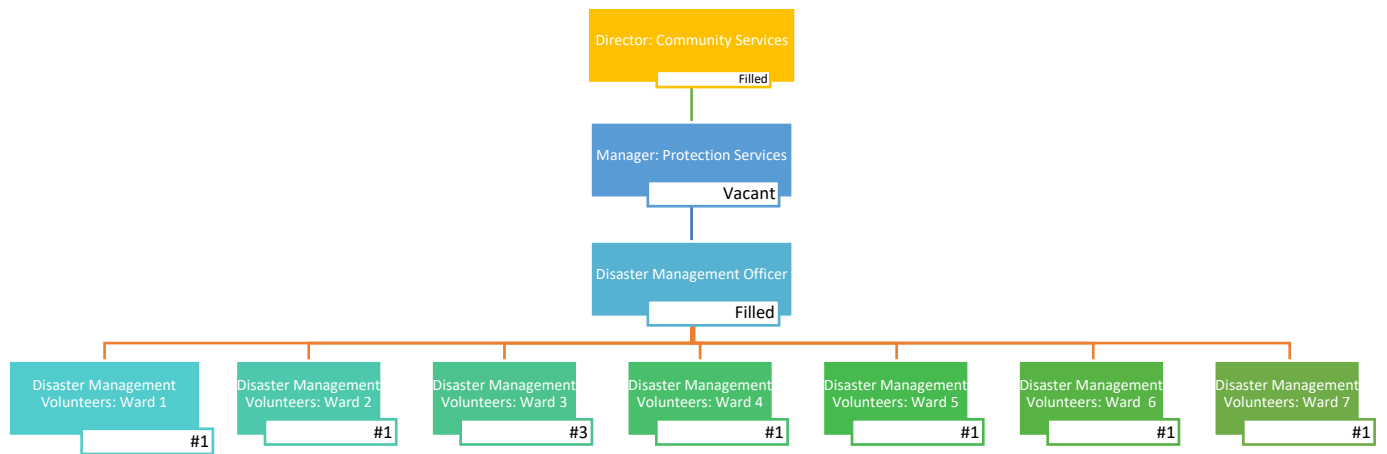 Director: Community Services
Filled
Manager: Protection Services
Vacant
Disaster Management Officer
Filled
Disaster Management
Volunteers: Ward 1
#1
Disaster Management
Volunteers: Ward 2
#1
Disaster Management
Volunteers: Ward 3
#3
Disaster Management
Volunteers: Ward 4
#1
Disaster Management
Volunteers: Ward 5
#1
Disaster Management
Volunteers: Ward  6
#1
Disaster Management
Volunteers: Ward 7
#1